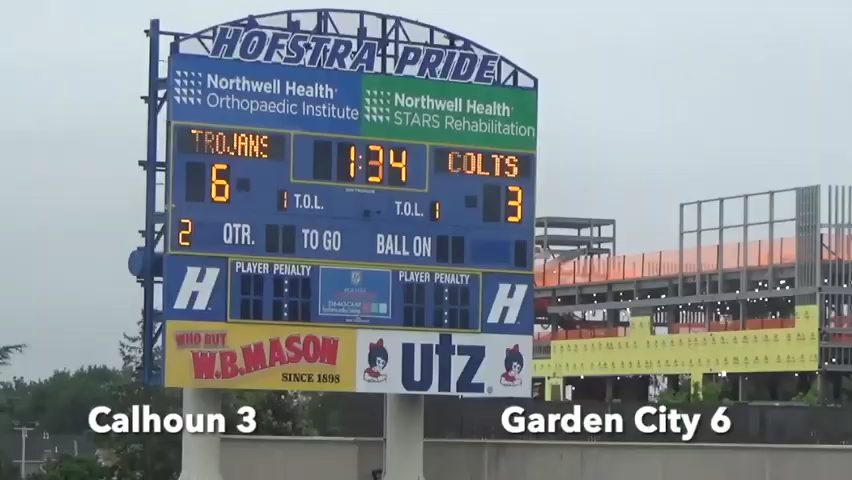 HOFSTRA PRIDE
Northwell Health
Orthopaedic Institute
Northwell Health
STARS Rehabilitation
TROJANS
1:34
COLTS
6
1 T.O.L.
T.O.L. 1
3
2 QTR. TO GO BALL ON
H
PLAYER PENALTY
PLAYER PENALTY
H
WHO BUT
W.B. MASON
SINCE 1898
UTZ
Calhoun 3
Garden City 6